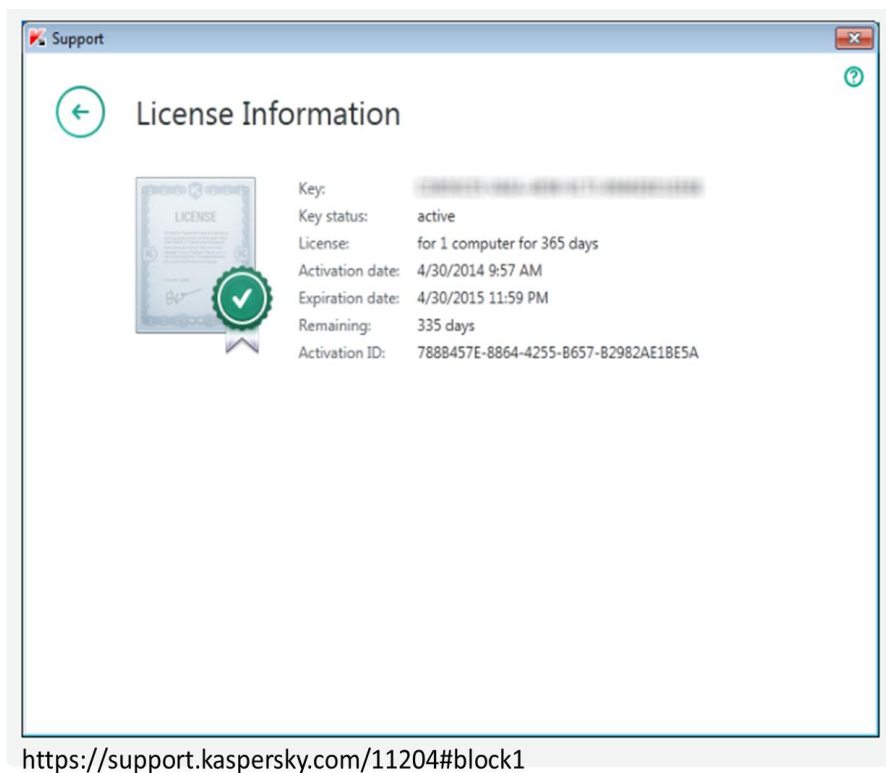 Support
License Information
LICENSE
Key:
Key status: active
License: for 1 computer for 365 days
Activation date: 4/30/2014 9:57 AM
Expiration date: 4/30/2015 11:59 PM
Remaining: 335 days
Activation ID: 788B457E-8864-4255-B657-B2982AE1BE5A
https://support.kaspersky.com/11204#block1